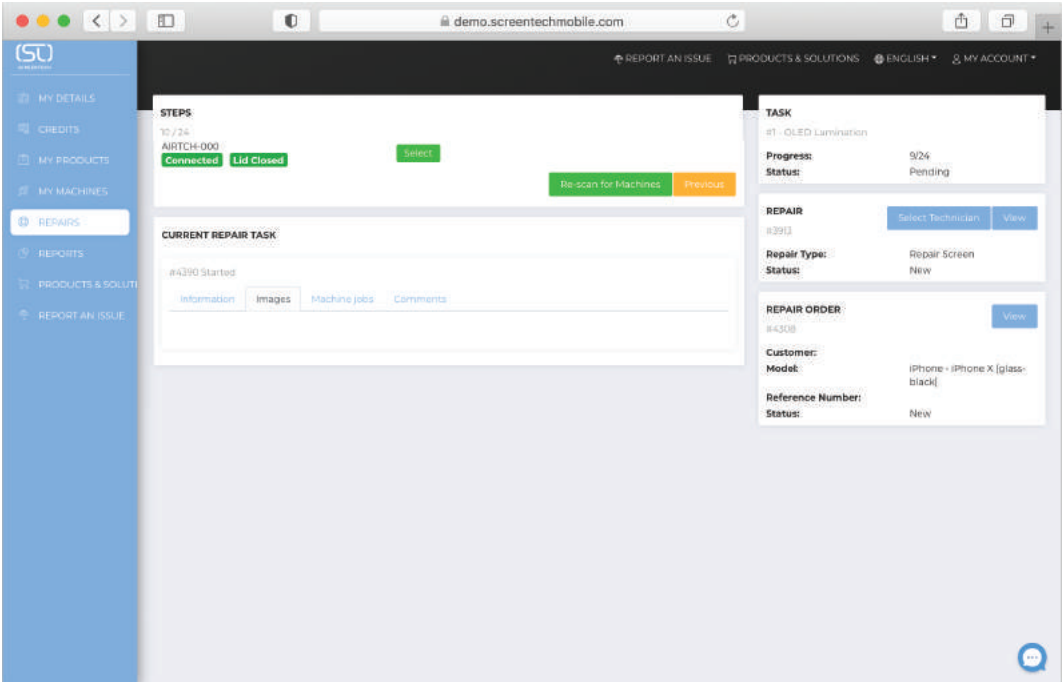 demo.screentechmobile.com
(ST)
REPORT AN ISSUE PRODUCTS & SOLUTIONS ENGLISH MY ACCOUNT
MY DETAILS
CREDITS
MY PRODUCTS
MY MACHINES
REPAIRS
REPORTS
PRODUCTS & SOLUTI
REPORT AN ISSUE
STEPS
10 / 24
AIRTCH-000
Connected Lid Closed
Select
Re-scan for Machines Previous
CURRENT REPAIR TASK
#4390 Started
Information Images Machine jobs Comments
TASK
#1 - OLED Lamination
Progress: 9/24
Status: Pending
REPAIR
Select Technician View
#3913
Repair Type: Repair Screen
Status: New
REPAIR ORDER
View
#4308
Customer:
Model: iPhone - iPhone X [glass-
black[
Reference Number:
Status: New